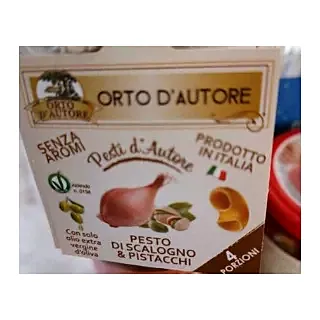 ORTO D'AUTORE
ORTO
D'AUTORE
SENZA
AROMI
Pesti d'Autore
PRODOTTO
IN ITALIA
Con solo
olio extra
vergine
d'oliva
PESTO
DI SCALOGNO
& PISTACCHI
4
PORZIONI